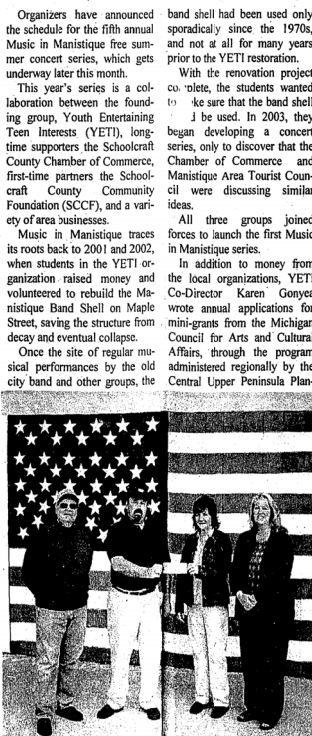 Organizers have announced
the schedule for the fifth annual
Music in Manistique free sum-
mer concert series, which gets
underway later this month.
This year's series is a col-
laboration between the found-
ing group, Youth Entertaining
Teen Interests (YETI), long-
time supporters the Schoolcraft
County Chamber of Commerce,
first-time partners the School-
craft County Community
Foundation (SCCF), and a vari-
ety of area businesses.
Music in Manistique traces
its roots back to 2001 and 2002,
when students in the YETI or-
ganization raised money and
volunteered to rebuild the Ma-
nistique Band Shell on Maple
Street, saving the structure from
decay and eventual collapse.
Once the site of regular mu-
sical performances by the old
city band and other groups, the
band shell had been used only
sporadically since the 1970s,
and not at all for many years
prior to the YETI restoration.
With the renovation project
the students wanted
sure that the band shell
be used. In 2003, they
began developing a concert
series, only to discover that the
Chamber of Commerce and
Manistique Area Tourist Coun-
cil were discussing similar
ideas.
All three groups joined
forces to launch the first Music
in Manistique series.
In addition to money from
the local organizations, YETI
Co-Director Karen Gonyea
wrote annual applications for
mini-grants from the Michigan
Council for Arts and Cultural
Affairs, through the program
administered regionally by the
Central Upper Peninsula Plan-